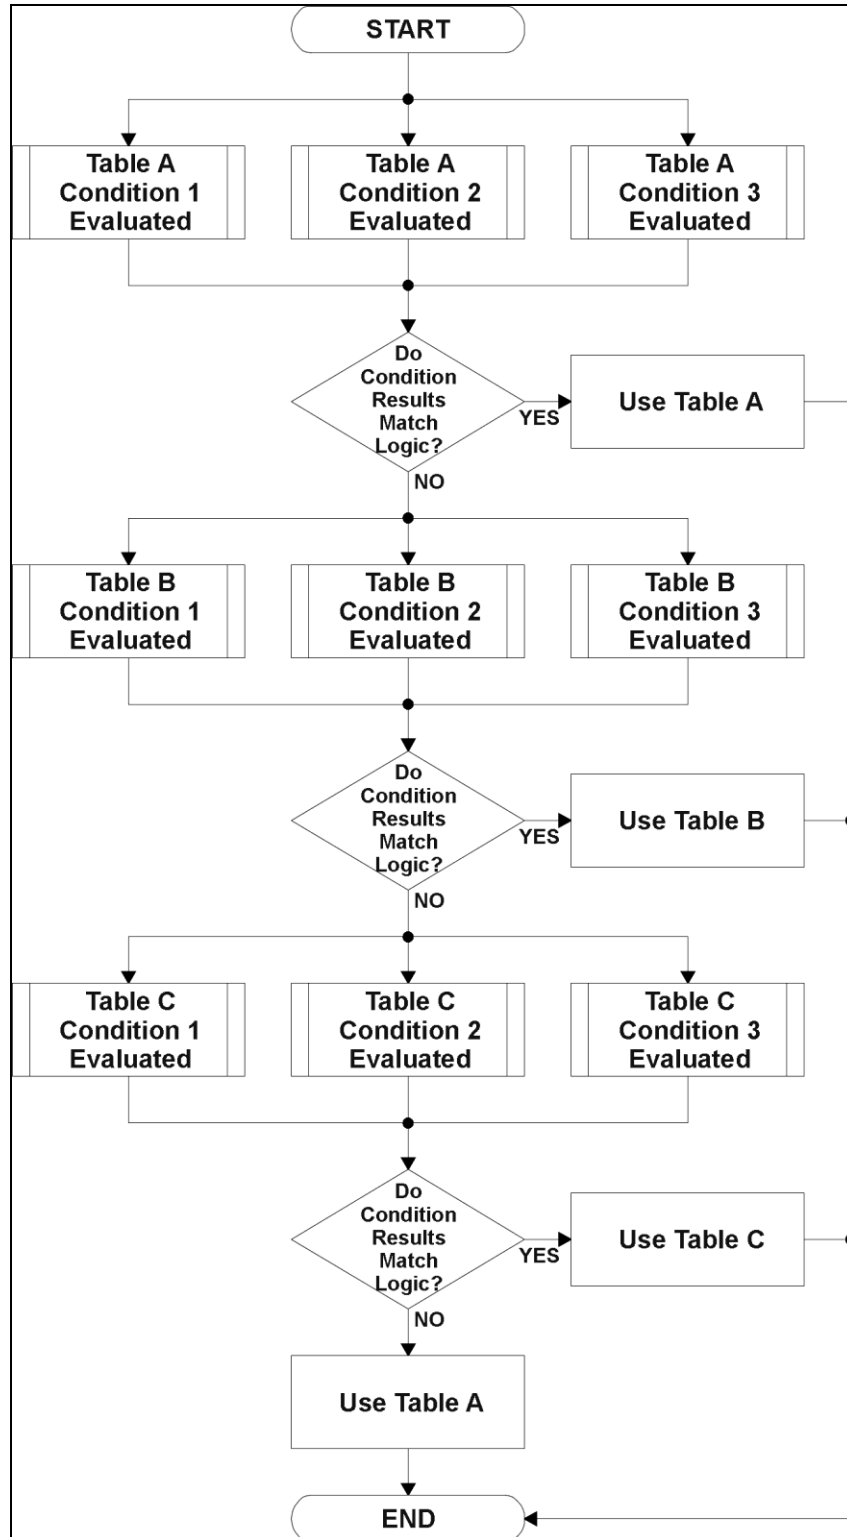 START
Table A
Condition 1
Evaluated
Table A
Condition 2
Evaluated
Table A
Condition 3
Evaluated
Do
Condition
Results
Match
Logic?
YES
Use Table A
NO
Table B
Condition 1
Evaluated
Table B
Condition 2
Evaluated
Table B
Condition 3
Evaluated
Do
Condition
Results
Match
Logic?
YES
Use Table B
NO
Table C
Condition 1
Evaluated
Table C
Condition 2
Evaluated
Table C
Condition 3
Evaluated
Do
Condition
Results
Match
Logic?
YES
Use Table C
NO
Use Table A
END